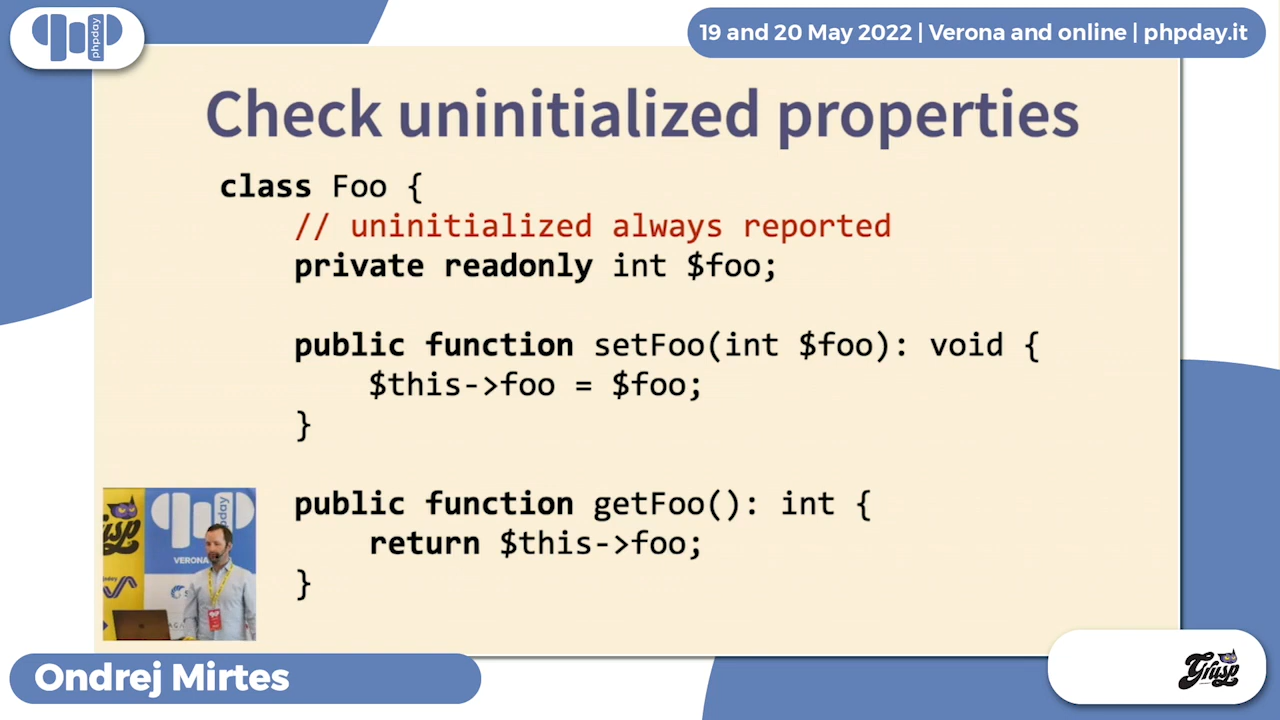 phpday
19 and 20 May 2022 | Verona and online | phpday.it
Check uninitialized properties
class Foo {
// uninitialized always reported
private readonly int $foo;
public function setFoo(int $foo): void {
$this->foo = $foo;
}
public function getFoo(): int {
return $this->foo;
}
VERONA
Ondrej Mirtes
Grusp